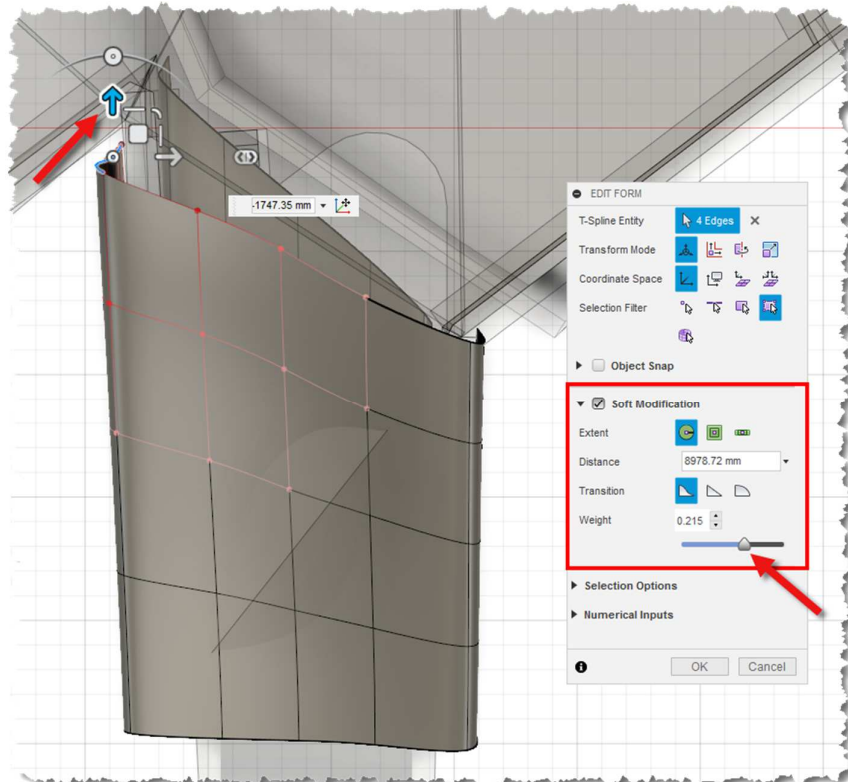 -1747.35 mm
EDIT FORM
T-Spline Entity 4 Edges
Transform Mode
Coordinate Space
Selection Filter
Object Snap
Soft Modification
Extent
Distance 8978.72 mm
Transition
Weight 0.215
Selection Options
Numerical Inputs
OK Cancel